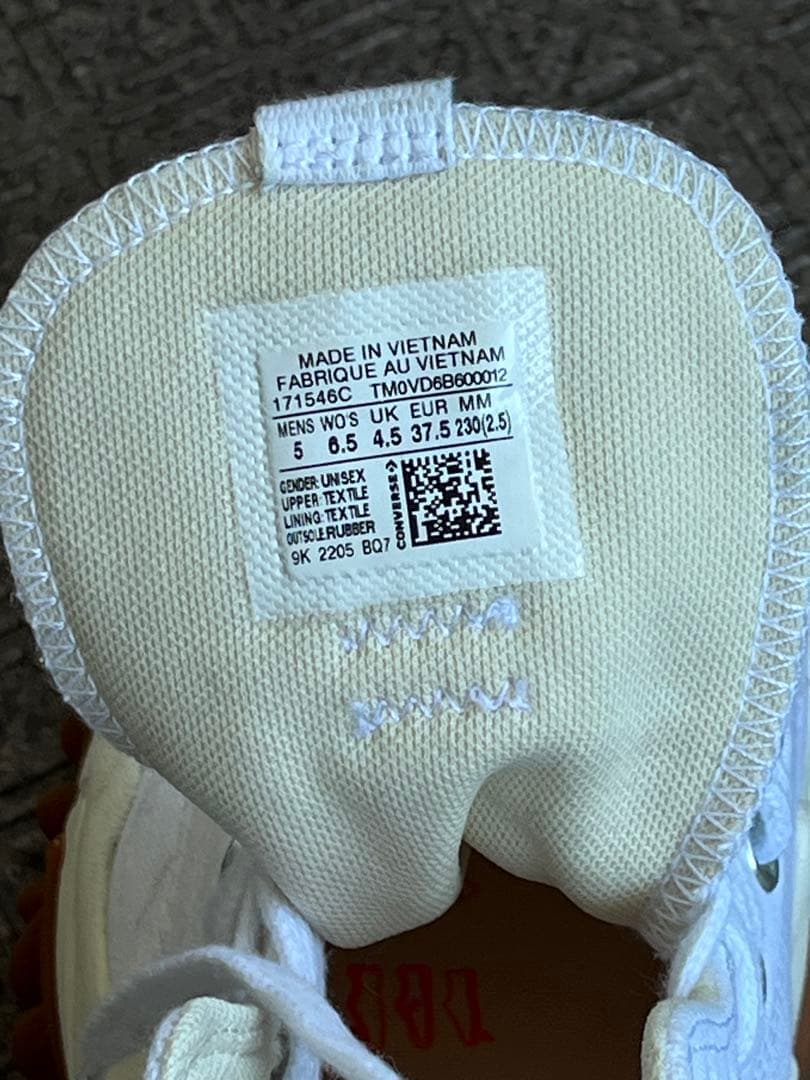 MADE IN VIETNAM
FABRIQUE AU VIETNAM
171546C TM0VD6B600012
MENS WO'S UK EUR MM
5 6.5 4.5 37.5 230(2.5)
GENDER: UNISEX
UPPER: TEXTILE
LINING: TEXTILE
OUTSOLE:RUBBER
9K 2205 BQ7
CONVERSE